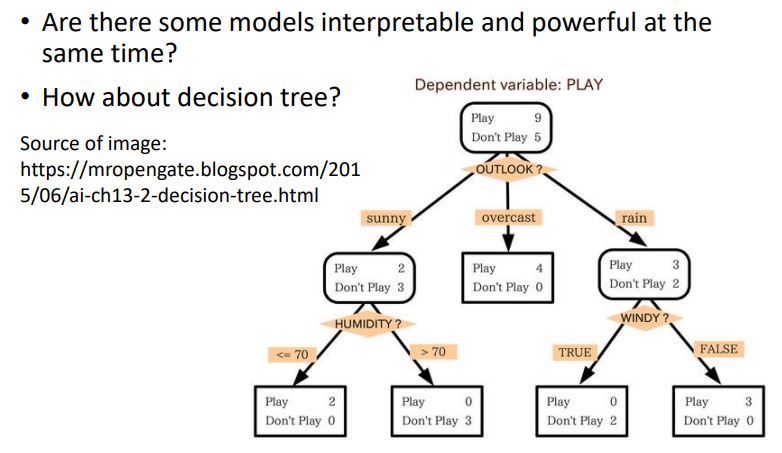 • Are there some models interpretable and powerful at the
same time?
• How about decision tree?
Source of image:
https://mropengate.blogspot.com/201
5/06/ai-ch13-2-decision-tree.html
Dependent variable: PLAY
Play 9
Don't Play 5
OUTLOOK ?
sunny
overcast
rain
Play 2
Don't Play 3
Play 4
Don't Play 0
Play 3
Don't Play 2
HUMIDITY ?
WINDY ?
<= 70
> 70
TRUE
FALSE
Play 2
Don't Play 0
Play 0
Don't Play 3
Play 0
Don't Play 2
Play 3
Don't Play 0